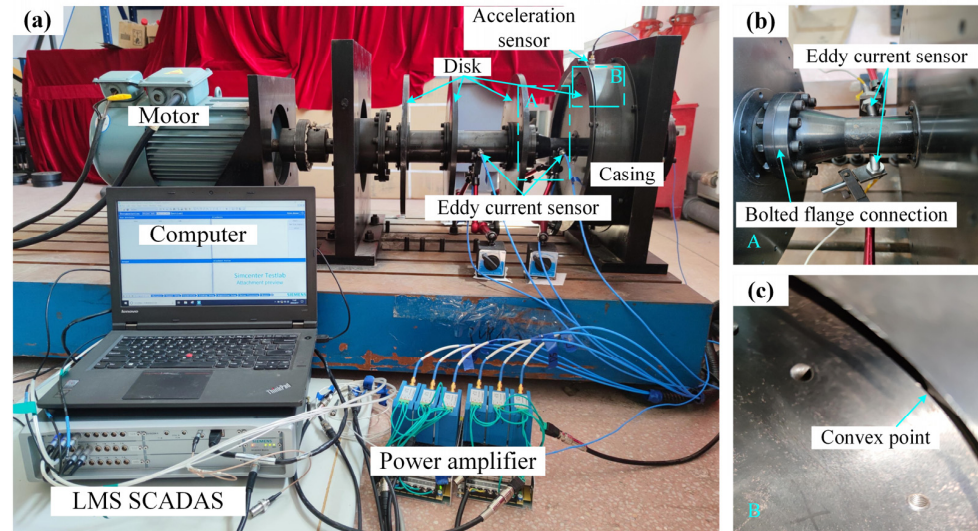 (a)
Acceleration
sensor
Disk
B
A
Motor
Casing
Eddy current sensor
Computer
Simcenter Testlab
ThinkPad
Power amplifier
LMS SCADAS
(b)
Eddy current
sensor
Bolted flange connection
A
(c)
Convex point
B